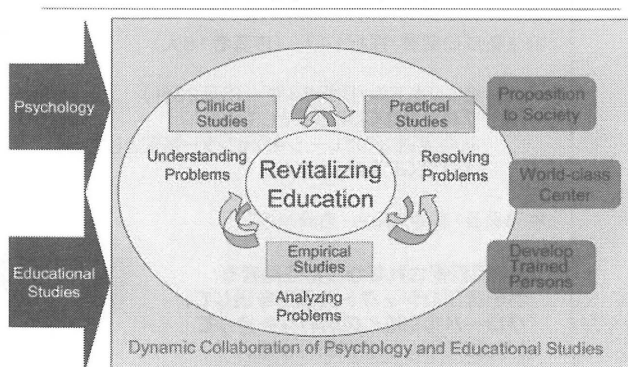 Psychology
Educational
Studies
Clinical
Studies
Practical
Studies
Understanding
Problems
Resolving
Problems
Revitalizing
Education
Empirical
Studies
Analyzing
Problems
Proposition
to Society
World-class
Center
Develop
Trained
Persons
Dynamic Collaboration of Psychology and Educational Studies